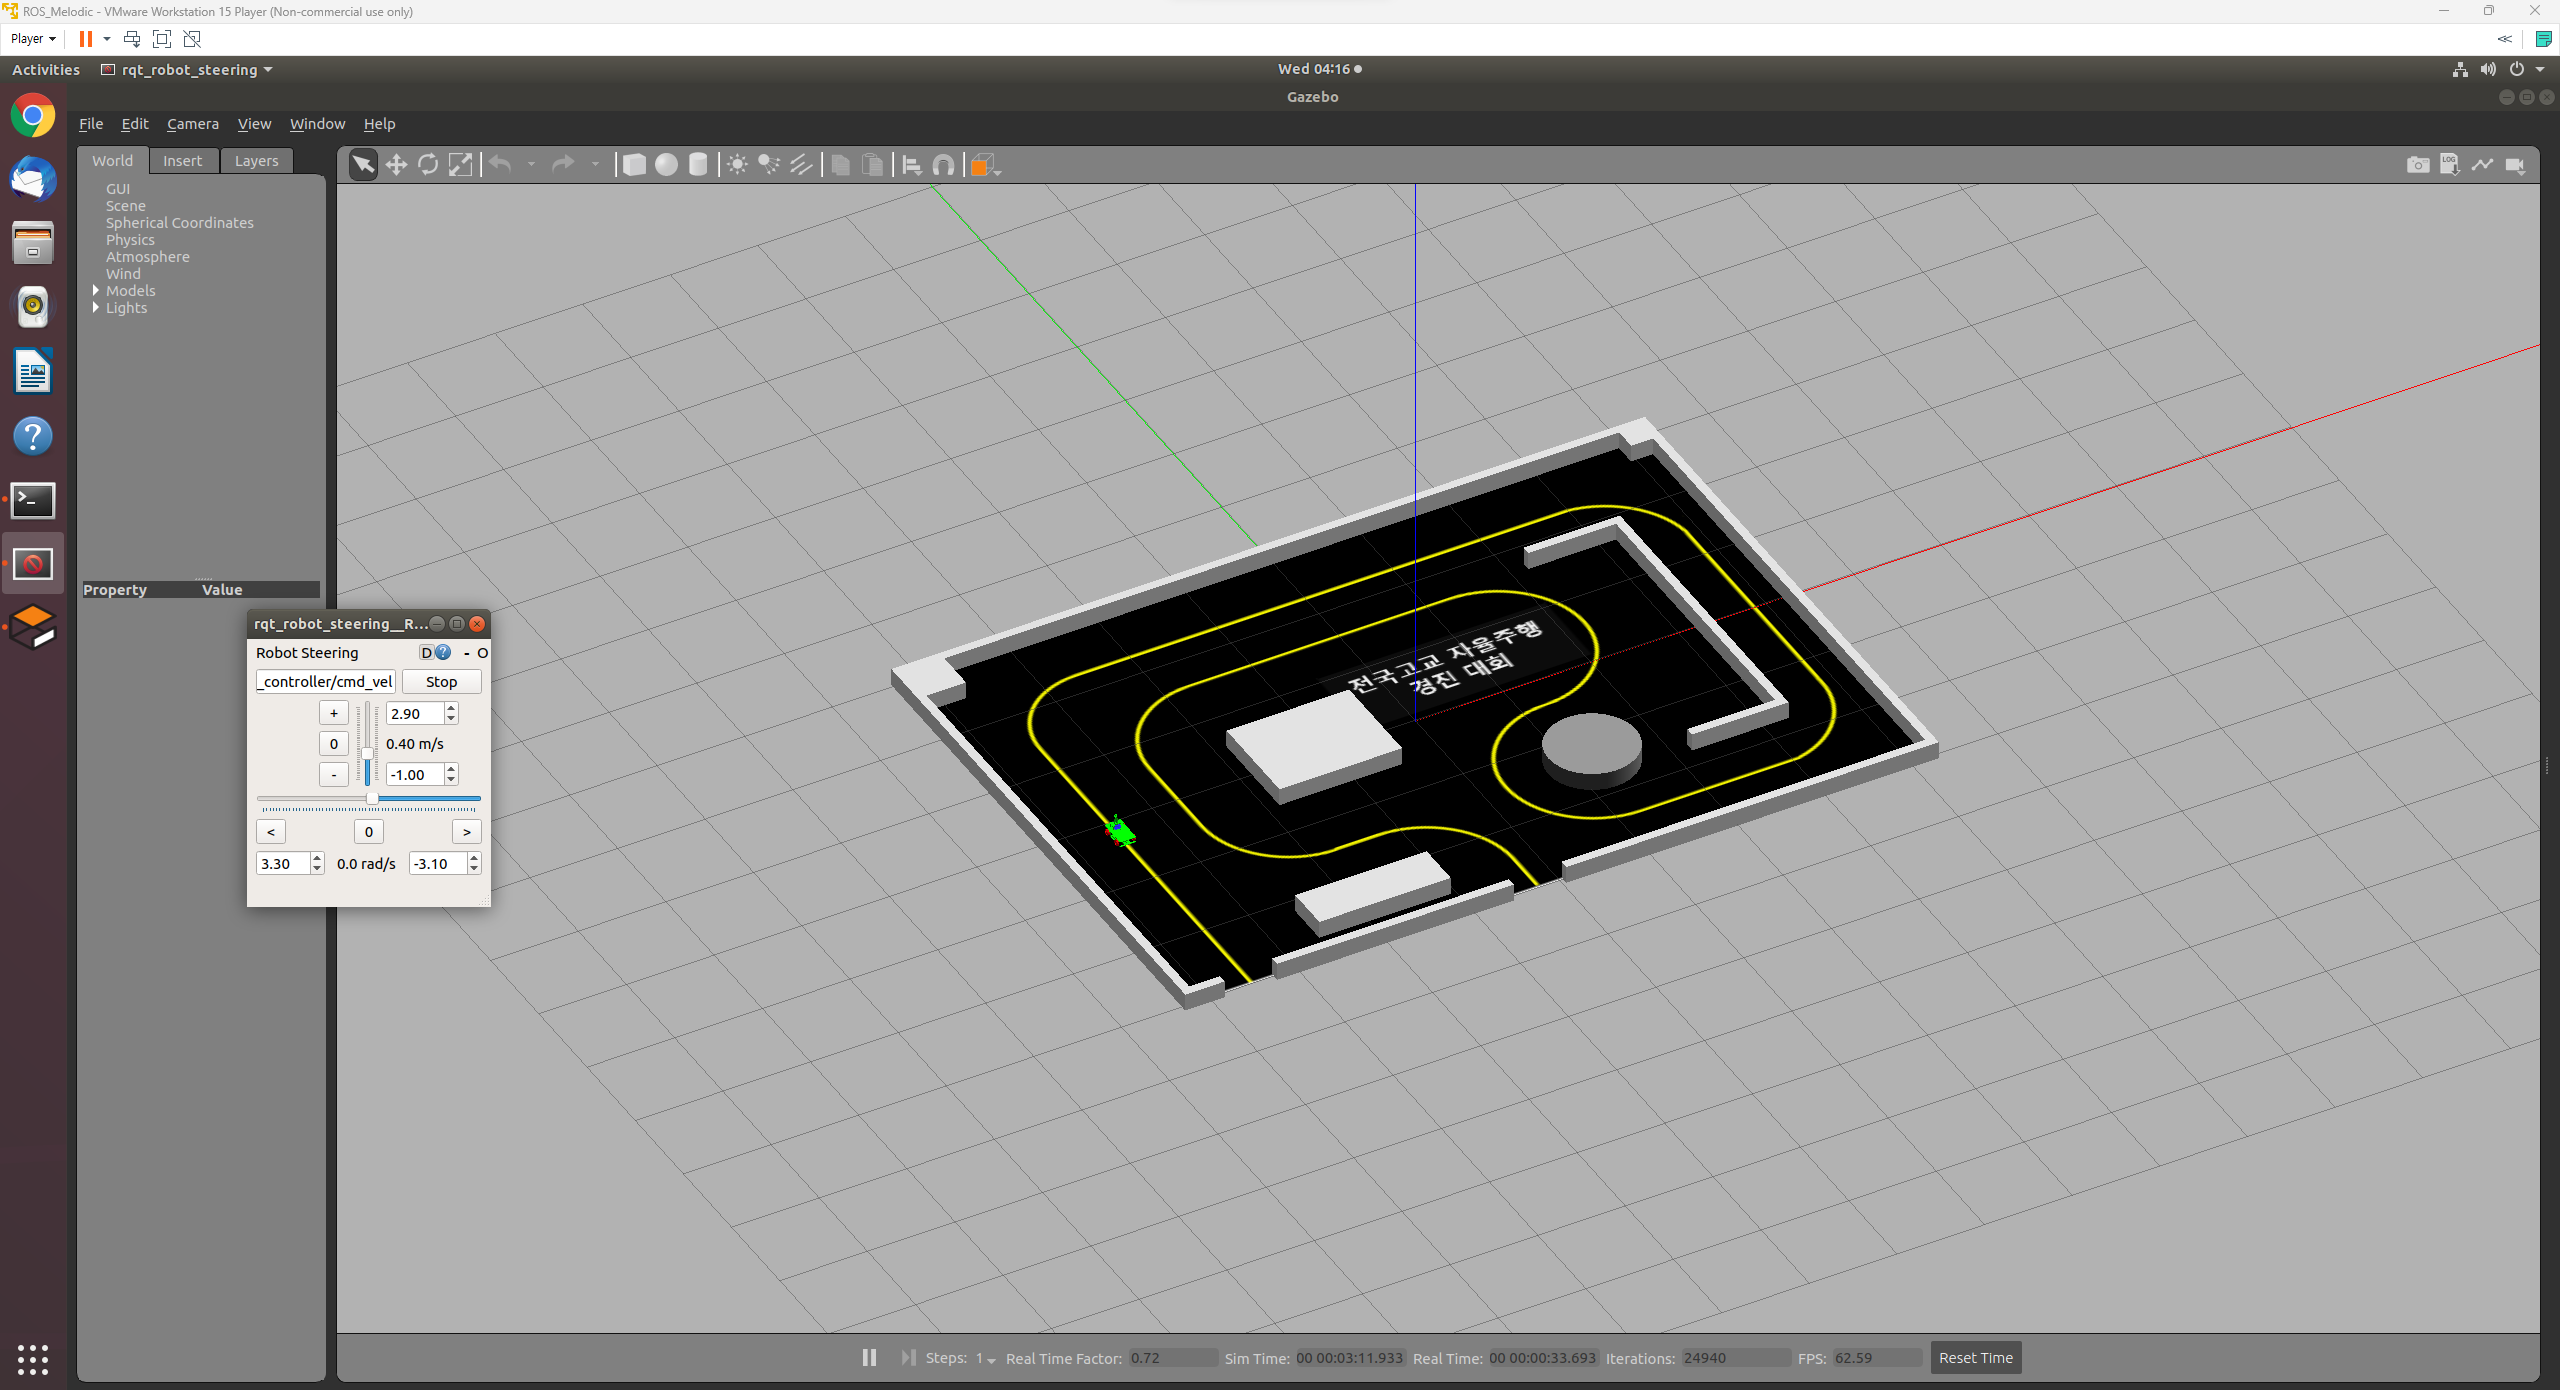 ROS_Melodic - VMware Workstation 15 Player (Non-commercial use only)
Player
Activities
rqt_robot_steering
Wed 04:16
Gazebo
File Edit Camera View Window Help
World Insert Layers
LOG
GUI
Scene
Spherical Coordinates
Physics
Atmosphere
Wind
Models
Lights
Property Value
rqt_robot_steering__R...
Robot Steering D ? - O
_controller/cmd_vel Stop
+ 2.90
0 0.40 m/s
- -1.00
< 0 >
3.30 0.0 rad/s -3.10
전국고교 자율주행
경진 대회
Steps: 1 Real Time Factor: 0.72 Sim Time: 00 00:03:11.933 Real Time: 00 00:00:33.693 Iterations: 24940 FPS: 62.59 Reset Time